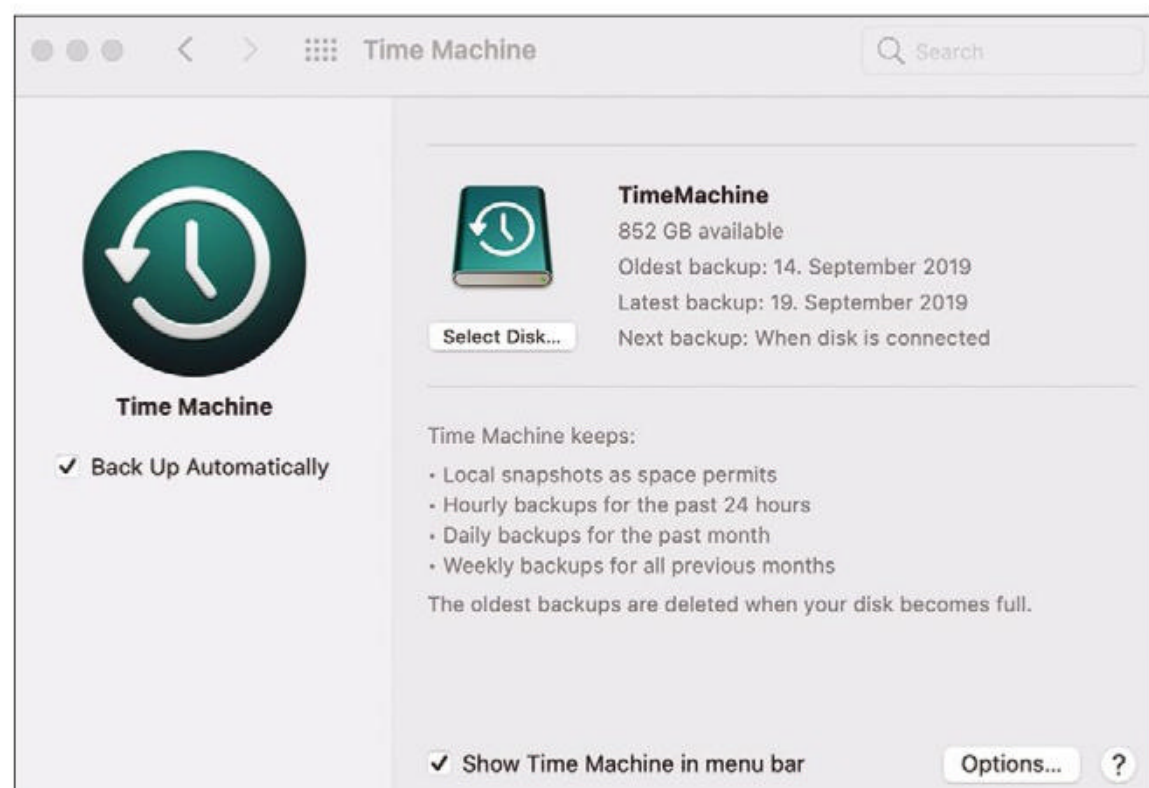 Time Machine
Search
Time Machine
✓ Back Up Automatically
TimeMachine
852 GB available
Oldest backup: 14. September 2019
Latest backup: 19. September 2019
Next backup: When disk is connected
Select Disk...
Time Machine keeps:
• Local snapshots as space permits
• Hourly backups for the past 24 hours
• Daily backups for the past month
• Weekly backups for all previous months
The oldest backups are deleted when your disk becomes full.
✓ Show Time Machine in menu bar
Options...
?